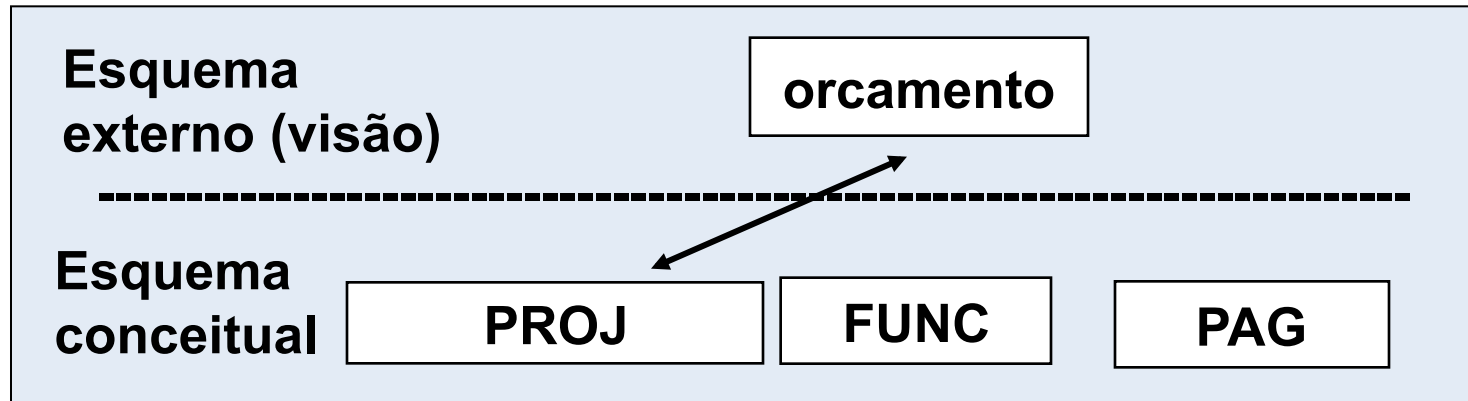 Esquema
externo (visão)
orcamento
Esquema
conceitual
PROJ
FUNC
PAG